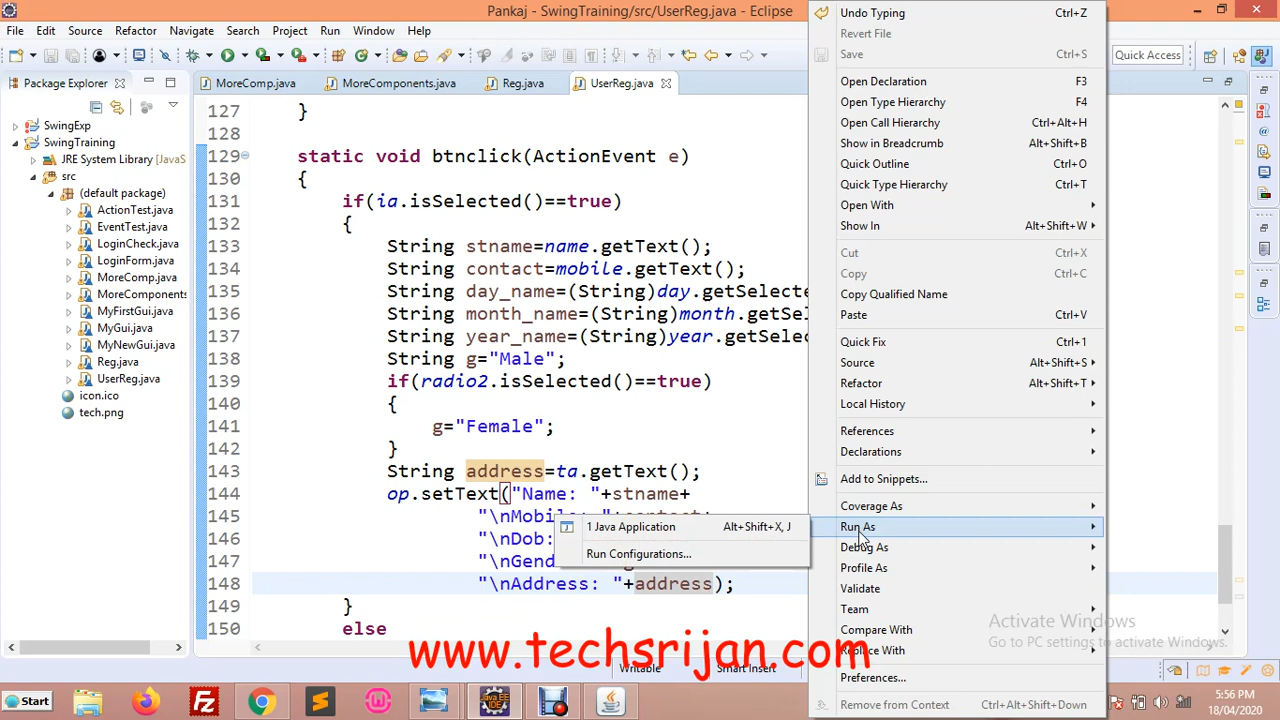 Pankaj - SwingTraining/src/UserReg.java - Eclipse
File Edit Source Refactor Navigate Search Project Run Window Help
Quick Access
Package Explorer
MoreComp.java
MoreComponents.java
Reg.java
UserReg.java
SwingExp
SwingTraining
JRE System Library [JavaS
src
(default package)
ActionTest.java
EventTest.java
LoginCheck.java
LoginForm.java
MoreComp.java
MoreComponents
MyFirstGui.java
MyGui.java
MyNewGui.java
Reg.java
UserReg.java
icon.ico
tech.png
127 }
128
129 static void btnclick(ActionEvent e)
130 {
131 if(ia.isSelected()==true)
132 {
133 String stname=name.getText();
134 String contact=mobile.getText();
135 String day_name=(String)day.getSelecte
136 String month_name=(String)month.getSel
137 String year_name=(String)year.getSelec
138 String g="Male";
139 if(radio2.isSelected()==true)
140 {
141 g="Female";
142 }
143 String address=ta.getText();
144 op.setText("Name: "+stname+
145 "\nMobil
146 "\nDob:
147 "\nGend
148 "\nAddress: "+address);
149 }
150 else
Undo Typing Ctrl+Z
Revert File
Save Ctrl+S
Open Declaration F3
Open Type Hierarchy F4
Open Call Hierarchy Ctrl+Alt+H
Show in Breadcrumb Alt+Shift+B
Quick Outline Ctrl+O
Quick Type Hierarchy Ctrl+T
Open With
Show In Alt+Shift+W
Cut Ctrl+X
Copy Ctrl+C
Copy Qualified Name
Paste Ctrl+V
Quick Fix Ctrl+1
Source Alt+Shift+S
Refactor Alt+Shift+T
Local History
References
Declarations
Add to Snippets...
Coverage As
Run As
Debug As
Profile As
Validate
Team
Compare With
Replace With
Preferences...
Remove from Context Ctrl+Alt+Shift+Down
1 Java Application Alt+Shift+X, J
Run Configurations...
Activate Windows
Go to PC settings to activate Windows.
www.techsrijan.com
Writable Smart Insert
Start
5:56 PM
18/04/2020